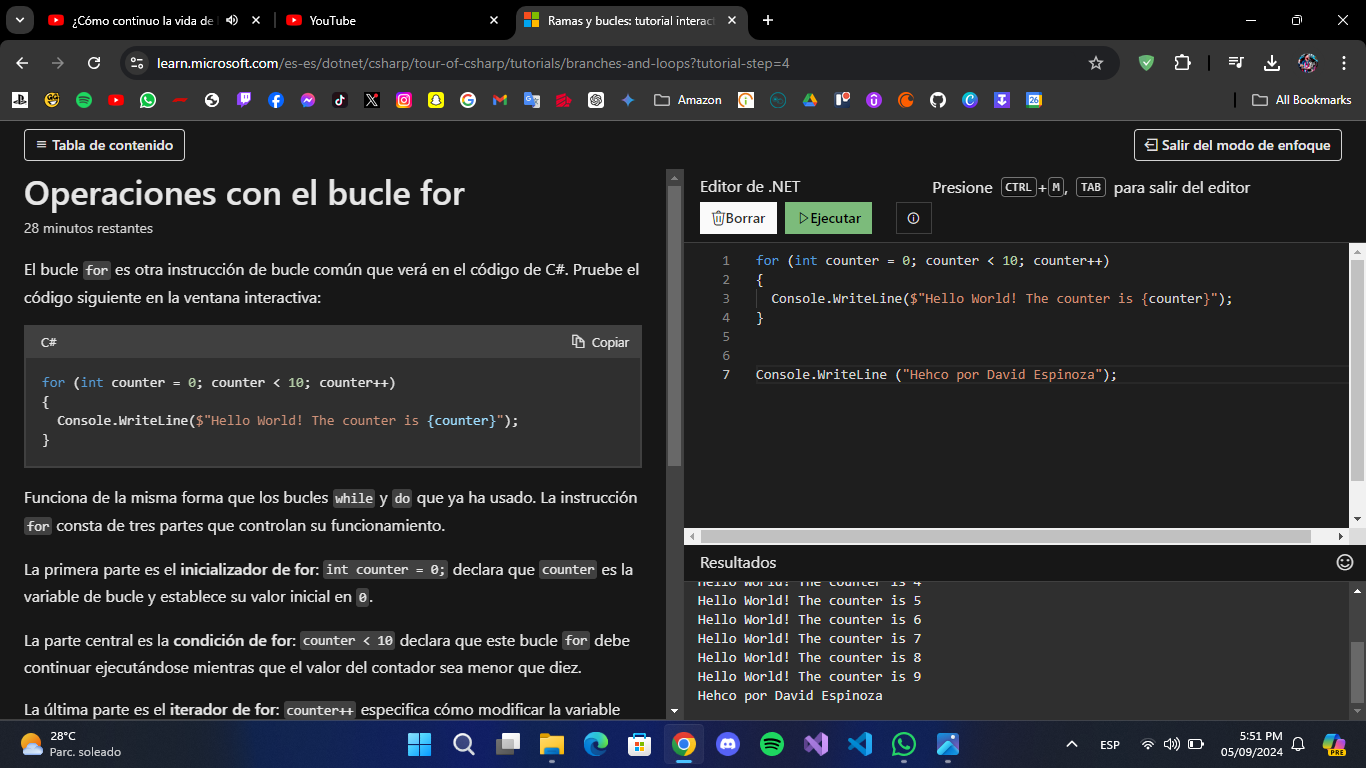 ¿Cómo continuo la vida de
YouTube
Ramas y bucles: tutorial interact
learn.microsoft.com/es-es/dotnet/csharp/tour-of-csharp/tutorials/branches-and-loops?tutorial-step=4
Amazon
All Bookmarks
Tabla de contenido
Salir del modo de enfoque
Operaciones con el bucle for
28 minutos restantes
El bucle for es otra instrucción de bucle común que verá en el código de C#. Pruebe el
código siguiente en la ventana interactiva:
C#
Copiar
for (int counter = 0; counter < 10; counter++)
{
Console.WriteLine($"Hello World! The counter is {counter}");
}
Funciona de la misma forma que los bucles while y do que ya ha usado. La instrucción
for consta de tres partes que controlan su funcionamiento.
La primera parte es el inicializador de for: int counter = 0; declara que counter es la
variable de bucle y establece su valor inicial en 0.
La parte central es la condición de for: counter < 10 declara que este bucle for debe
continuar ejecutándose mientras que el valor del contador sea menor que diez.
La última parte es el iterador de for: counter++ especifica cómo modificar la variable
Editor de .NET
Presione CTRL+M, TAB para salir del editor
Borrar
Ejecutar
1 for (int counter = 0; counter < 10; counter++)
2 {
3 Console.WriteLine($"Hello World! The counter is {counter}");
4 }
5
6
7 Console.WriteLine ("Hehco por David Espinoza");
Resultados
Hello World! The counter is 4
Hello World! The counter is 5
Hello World! The counter is 6
Hello World! The counter is 7
Hello World! The counter is 8
Hello World! The counter is 9
Hehco por David Espinoza
28°C
Parc. soleado
ESP
5:51 PM
05/09/2024
PRE